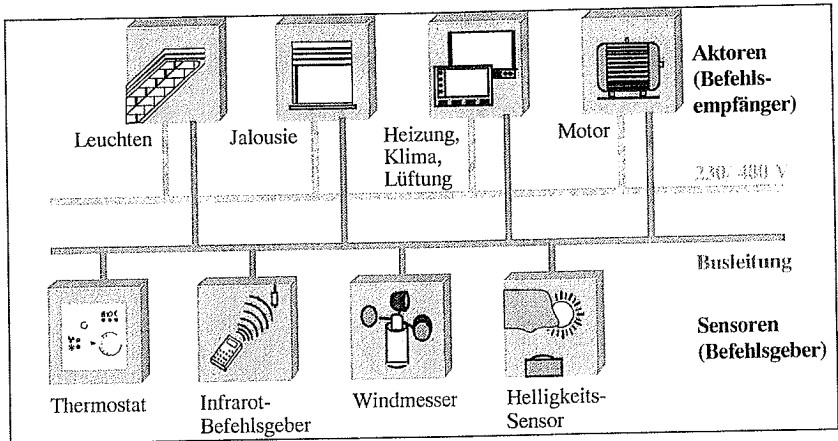 Aktoren
(Befehls-
empfänger)
Leuchten
Jalousie
Heizung,
Klima,
Lüftung
Motor
230/ 480 V
Busleitung
Sensoren
(Befehlsgeber)
Thermostat
Infrarot-
Befehlsgeber
Windmesser
Helligkeits-
Sensor